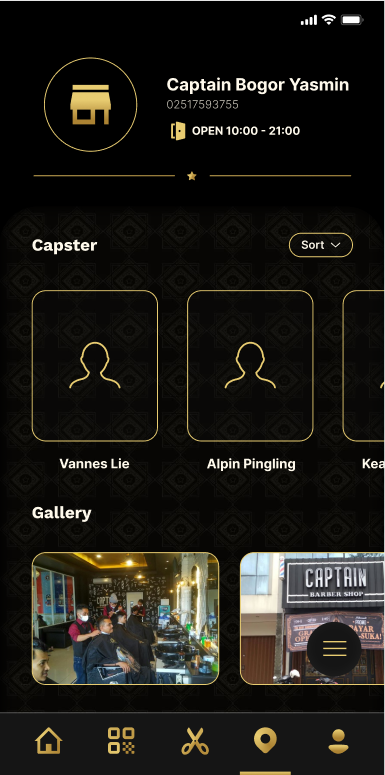 Captain Bogor Yasmin
02517593755
OPEN 10:00 - 21:00
Capster
Sort
Vannes Lie
Alpin Pingling
Kea
Gallery
CAPTAIN
BARBER SHOP